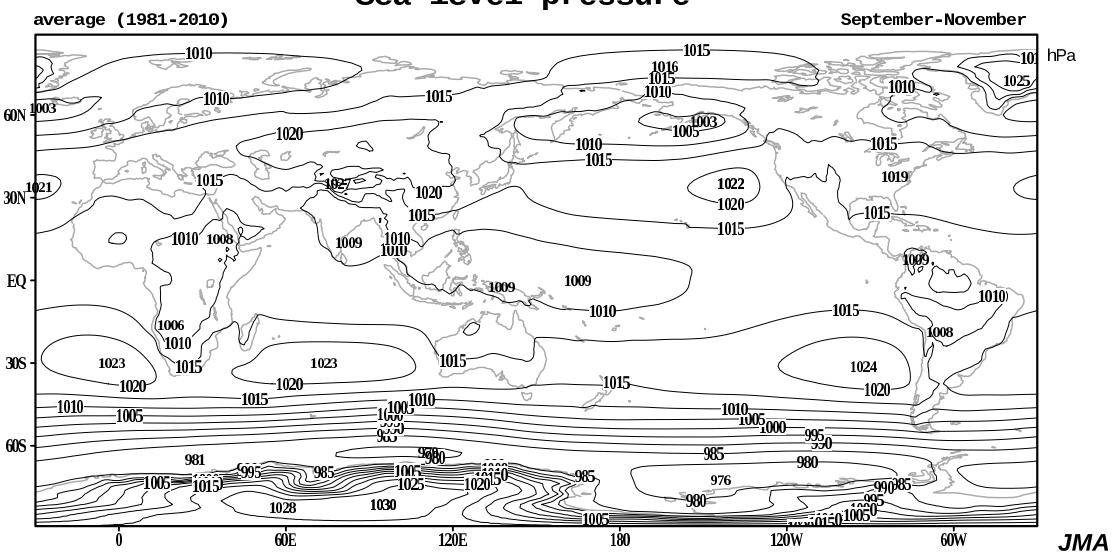 Sea level pressure
average (1981-2010) September-November
hPa
1010 1015 101
1016
1015 1025
1010 1015 1010 1010
1003
60N 1003
1020 1005
1010 1015
1015 1019
1021 1015 1027 1020 1022
30N 1020
1015 1015 1015
1010 1008 1009 1010
1010 1009
EQ 1009 1009
1010
1010 1015
1006 1008
1010
1015 1015
30S 1023 1023 1024
1020 1020 1015 1020
1015 1010
1010 1005 1005 1010
1005 1000
995
990
60S 985
981 980 980
1005 995 985 1005 985 976 985
1015 1025 1020 980 990
1028 1030 995
1005 1005
0 60E 120E 180 120W 60W
JMA